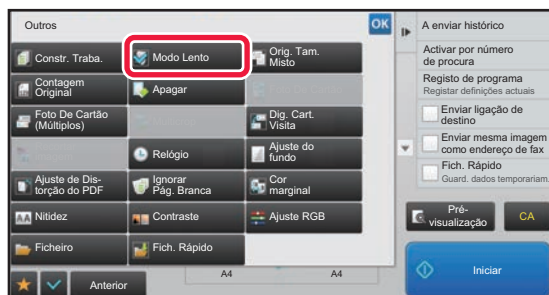 Outros
OK
Constr. Traba.
Modo Lento
Orig. Tam.
Misto
Contagem
Original
Apagar
Foto De Cartão
(Múltiplos)
Dig. Cart.
Visita
Relógio
Ajuste do
fundo
Ajuste de Dis-
torção do PDF
Ignorar
Pág. Branca
Cor
marginal
Nitidez
Contraste
Ajuste RGB
Ficheiro
Fich. Rápido
Anterior
A4
A4
A enviar histórico
Activar por número
de procura
Registo de programa
Registar definições actuais
Enviar ligação de
destino
Enviar mesma imagem
como endereço de fax
Fich. Rápido
Guard. dados temporariam.
Pré-
visualização
CA
Iniciar